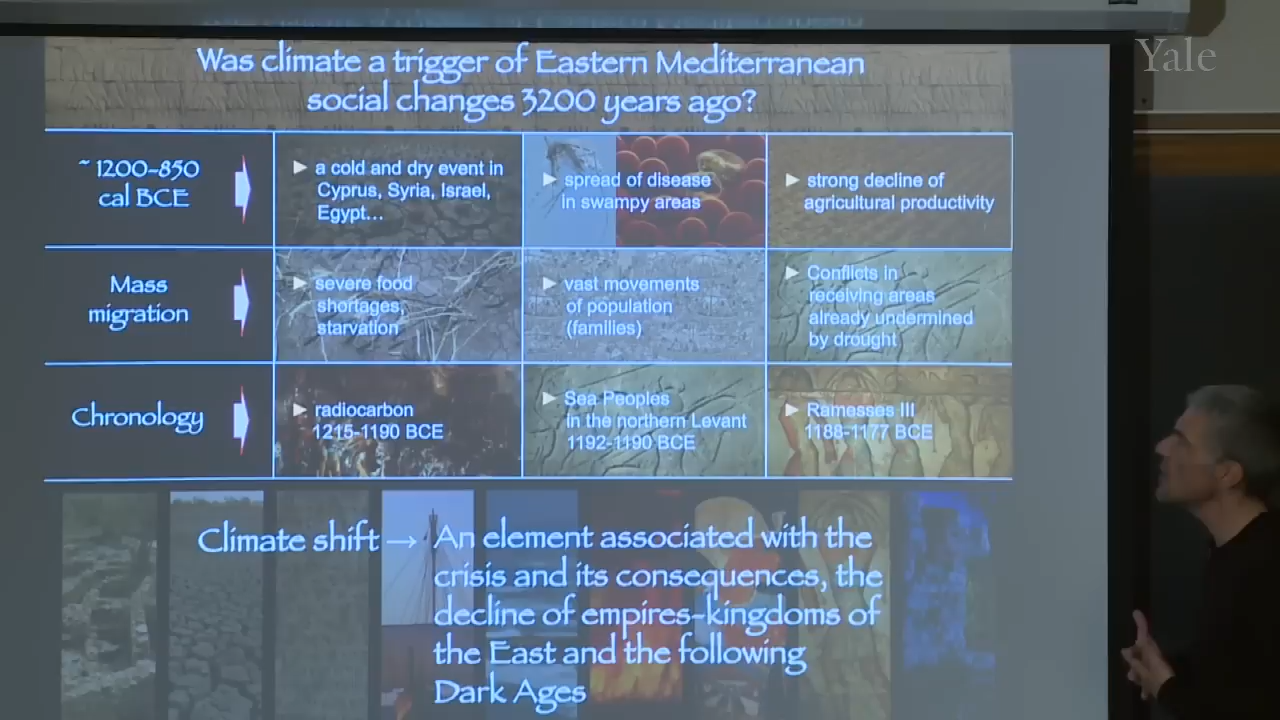 Yale
Was climate a trigger of Eastern Mediterranean
social changes 3200 years ago?
~ 1200-850
cal BCE
► a cold and dry event in
Cyprus, Syria, Israel,
Egypt...
► spread of disease
in swampy areas
► strong decline of
agricultural productivity
Mass
migration
► severe food
shortages,
starvation
► vast movements
of population
(families)
► Conflicts in
receiving areas
already undermined
by drought
Chronology
► radiocarbon
1215-1190 BCE
► Sea Peoples
in the northern Levant
1192-1190 BCE
► Ramesses III
1188-1177 BCE
Climate shift → An element associated with the
crisis and its consequences, the
decline of empires-kingdoms of
the East and the following
Dark Ages